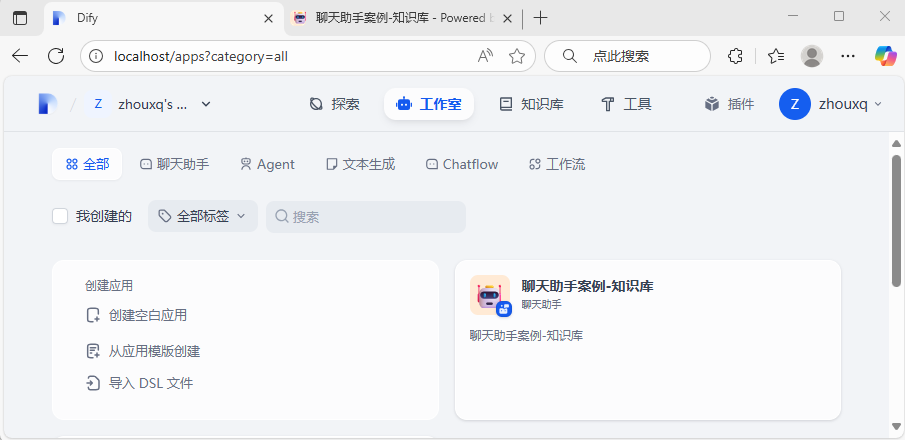 Dify
聊天助手案例-知识库 - Powered b
localhost/apps?category=all
点此搜索
Z zhouxq's ...
探索 工作室 知识库 工具 插件
Z zhouxq
全部 聊天助手 Agent 文本生成 Chatflow 工作流
我创建的 全部标签 搜索
创建应用
创建空白应用
从应用模版创建
导入 DSL 文件
聊天助手案例-知识库
聊天助手
聊天助手案例-知识库